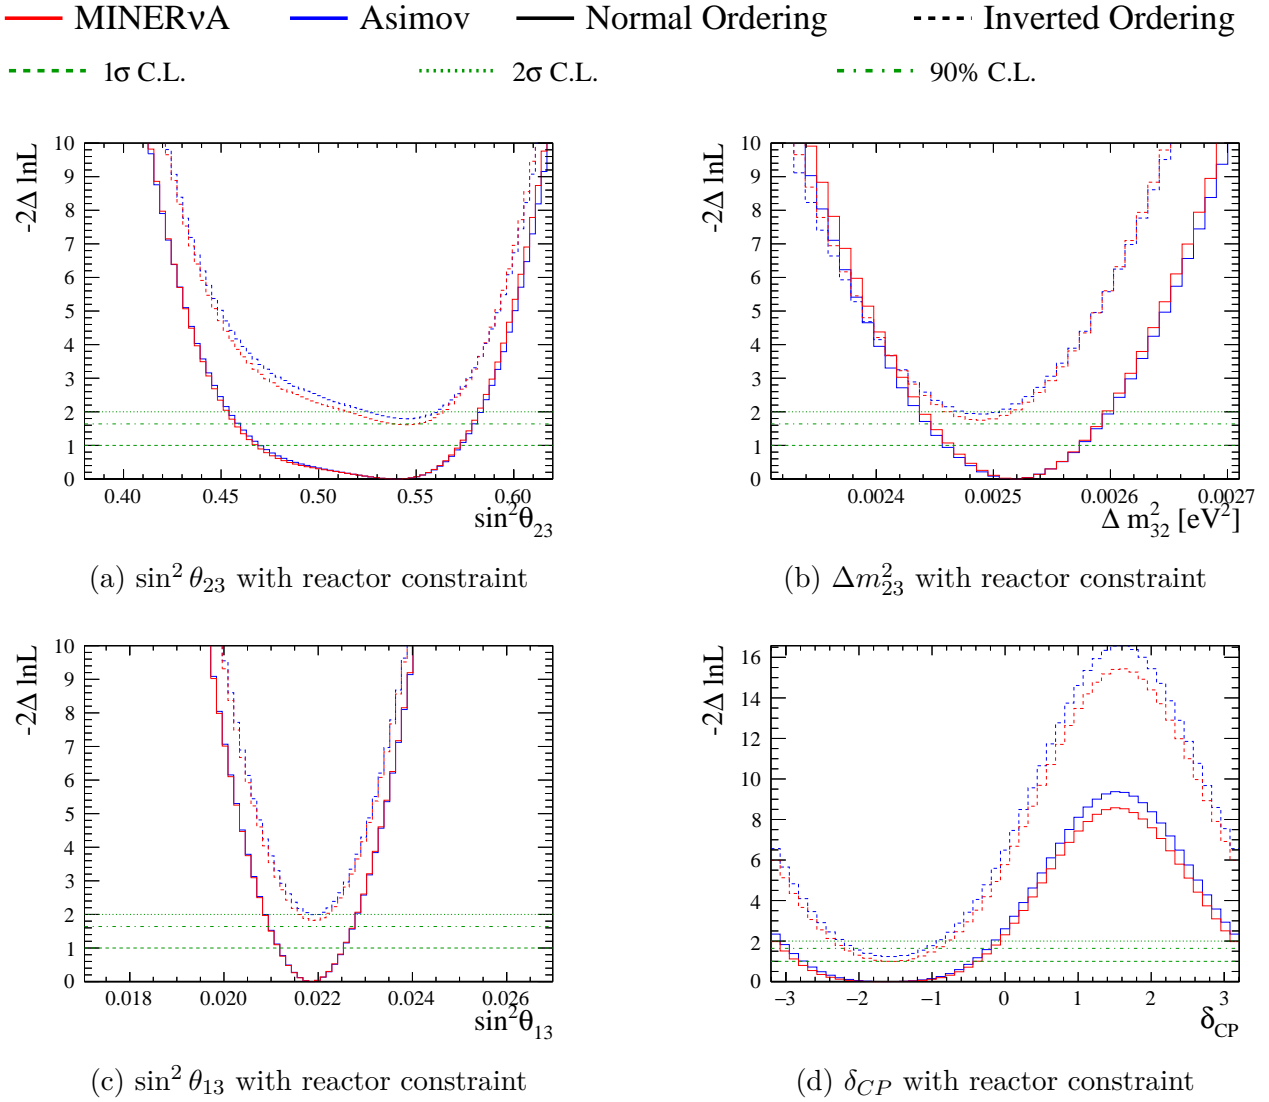 MINERνA Asimov Normal Ordering Inverted Ordering
1σ C.L. 2σ C.L. 90% C.L.
-2Δ lnL
10
9
8
7
6
5
4
3
2
1
0
0.40 0.45 0.50 0.55 0.60
sin²θ₂₃
(a) sin² θ₂₃ with reactor constraint
-2Δ lnL
10
9
8
7
6
5
4
3
2
1
0
0.0024 0.0025 0.0026 0.0027
Δ m²₃₂ [eV²]
(b) Δm²₂₃ with reactor constraint
-2Δ lnL
10
9
8
7
6
5
4
3
2
1
0
0.018 0.020 0.022 0.024 0.026
sin²θ₁₃
(c) sin² θ₁₃ with reactor constraint
-2Δ lnL
16
14
12
10
8
6
4
2
0
−3 −2 −1 0 1 2 3
δCP
(d) δCP with reactor constraint